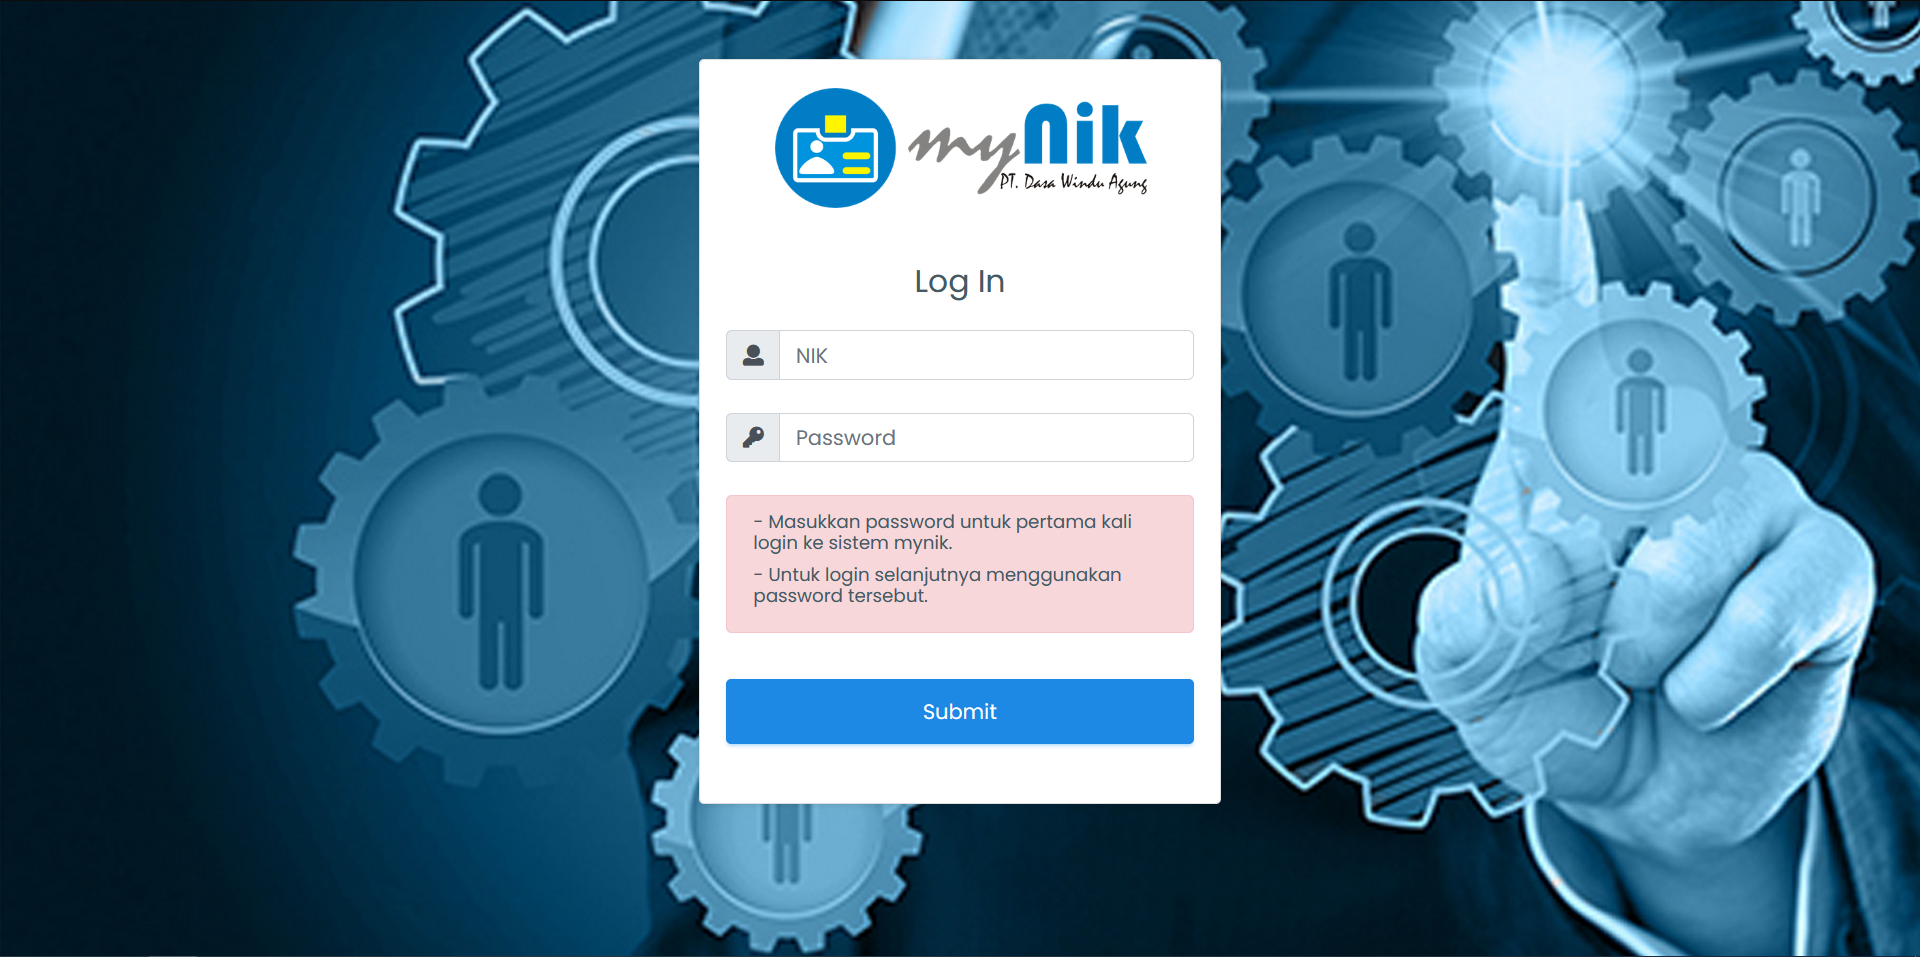 myNik
PT. Dasa Windu Agung
Log In
NIK
Password
- Masukkan password untuk pertama kali
login ke sistem mynik.
- Untuk login selanjutnya menggunakan
password tersebut.
Submit